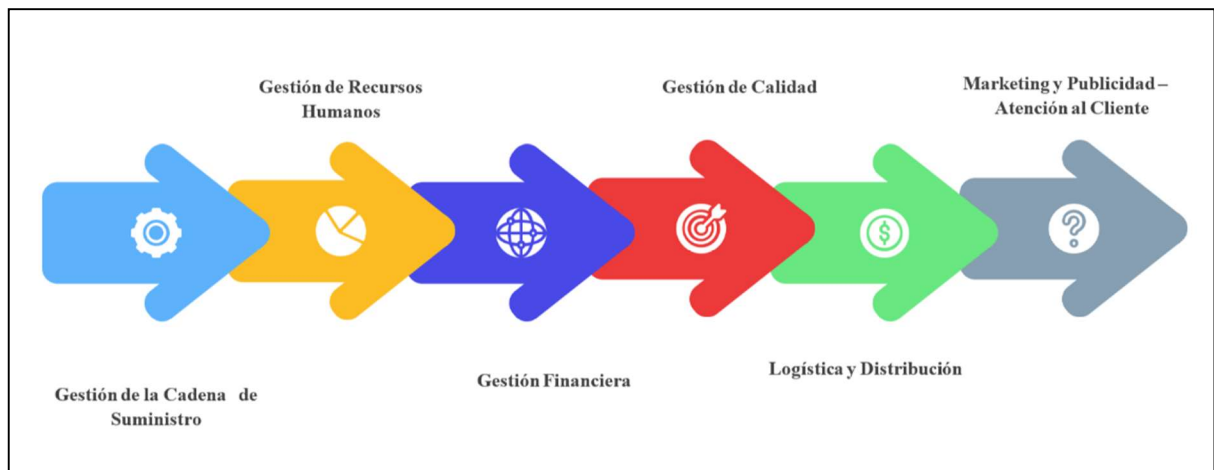 Gestión de Recursos
Humanos
Gestión de Calidad
Marketing y Publicidad –
Atención al Cliente
$
?
Gestión de la Cadena de
Suministro
Gestión Financiera
Logística y Distribución